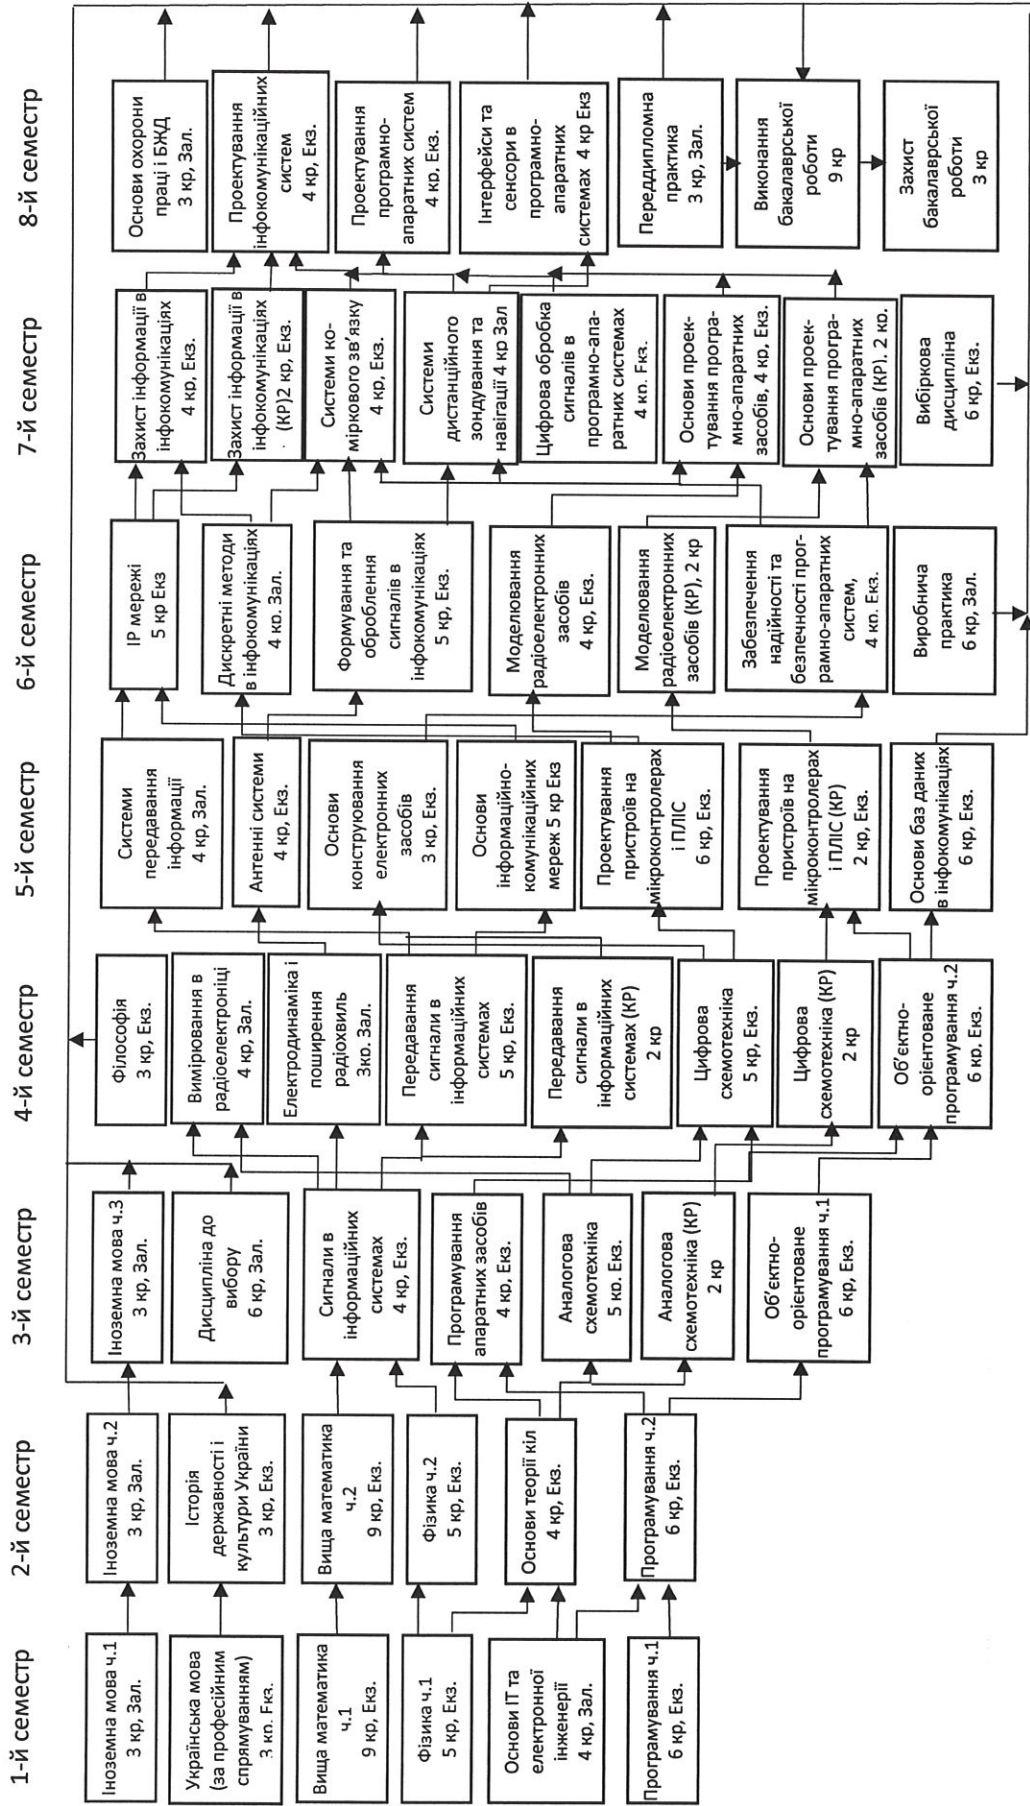 1-й семестр
Іноземна мова ч.1
3 кр, Зал.
Українська мова
(за професійним
спрямуванням)
3 кр. Екз.
Вища математика
ч.1
9 кр, Екз.
Фізика ч.1
5 кр, Екз.
Основи ІТ та
електронної
інженерії
4 кр, Зал.
Програмування ч.1
6 кр, Екз.
2-й семестр
Іноземна мова ч.2
3 кр, Зал.
Історія
державності і
культури України
3 кр, Екз.
Вища математика
ч.2
9 кр, Екз.
Фізика ч.2
5 кр, Екз.
Основи теорії кіл
4 кр, Екз.
Програмування ч.2
6 кр, Екз.
3-й семестр
Іноземна мова ч.3
3 кр, Зал.
Дисципліна до
вибору
6 кр, Зал.
Сигнали в
інформаційних
системах
4 кр, Екз.
Програмування
апаратних засобів
4 кр, Екз.
Аналогова
схемотехніка
5 кр. Екз.
Аналогова
схемотехніка (КР)
2 кр
Об’єктно-
орієнтоване
програмування ч.1
6 кр, Екз.
4-й семестр
Філософія
3 кр, Екз.
Вимірювання в
радіоелектроніці
4 кр, Зал.
Електродинаміка і
поширення
радіохвиль
3кр. Зал.
Передавання
сигнали в
інформаційних
системах
5 кр, Екз.
Передавання
сигнали в
інформаційних
системах (КР)
2 кр
Цифрова
схемотехніка
5 кр, Екз.
Цифрова
схемотехніка (КР)
2 кр
Об’єктно-
орієнтоване
програмування ч.2
6 кр, Екз.
5-й семестр
Системи
передавання
інформації
4 кр, Зал.
Антенні системи
4 кр, Екз.
Основи
конструювання
електронних
засобів
3 кр, Екз.
Основи
інформаційно-
комунікаційних
мереж 5 кр Екз
Проектування
пристроїв на
мікроконтролерах
і ПЛІС
6 кр, Екз.
Проектування
пристроїв на
мікроконтролерах
і ПЛІС (КР)
2 кр, Екз.
Основи баз даних
в інфокомунікаціях
6 кр, Екз.
6-й семестр
IP мережі
5 кр Екз
Дискретні методи
в інфокомунікаціях
4 кр. Зал.
Формування та
оброблення
сигналів в
інфокомунікаціях
5 кр, Екз.
Моделювання
радіоелектронних
засобів
4 кр, Екз.
Моделювання
радіоелектронних
засобів (КР), 2 кр
Забезпечення
надійності та
безпечності прог-
рамно-апаратних
систем,
4 кр. Екз.
Виробнича
практика
6 кр, Зал.
7-й семестр
Захист інформації в
інфокомунікаціях
4 кр, Екз.
Захист інформації в
інфокомунікаціях
(КР)2 кр, Екз.
Системи ко-
міркового зв’язку
4 кр, Екз.
Системи
дистанційного
зондування та
навігації 4 кр Зал
Цифрова обробка
сигналів в
програмно-апа-
ратних системах
4 кр. Екз.
Основи проек-
тування програ-
мно-апаратних
засобів, 4 кр, Екз.
Основи проек-
тування програ-
мно-апаратних
засобів (КР), 2 кр.
Вибіркова
дисципліна
6 кр, Екз.
8-й семестр
Основи охорони
праці і БЖД
3 кр, Зал.
Проектування
інфокомунікаційних
систем
4 кр, Екз.
Проектування
програмно-
апаратних систем
4 кр, Екз.
Інтерфейси та
сенсори в
програмно-
апаратних
системах 4 кр Екз
Переддипломна
практика
3 кр, Зал.
Виконання
бакалаврської
роботи
9 кр
Захист
бакалаврської
роботи
3 кр